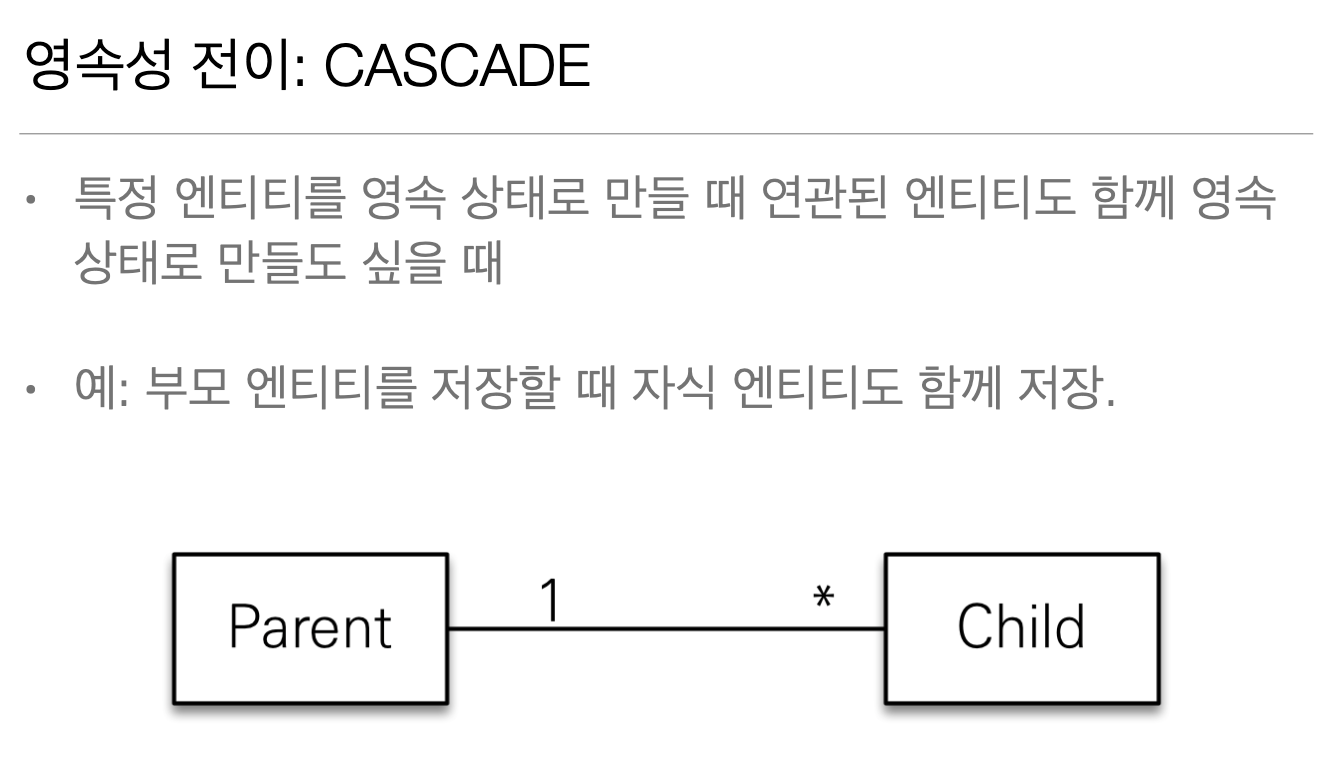 영속성 전이: CASCADE
• 특정 엔티티를 영속 상태로 만들 때 연관된 엔티티도 함께 영속
상태로 만들도 싶을 때
• 예: 부모 엔티티를 저장할 때 자식 엔티티도 함께 저장.
Parent 1 * Child